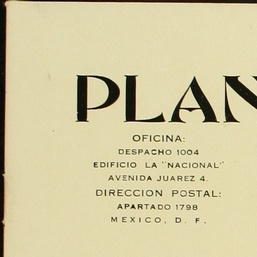 PLAN
OFICINA:
DESPACHO 1004
EDIFICIO LA "NACIONAL"
AVENIDA JUAREZ 4.
DIRECCION POSTAL:
APARTADO 1798
MEXICO, D. F.